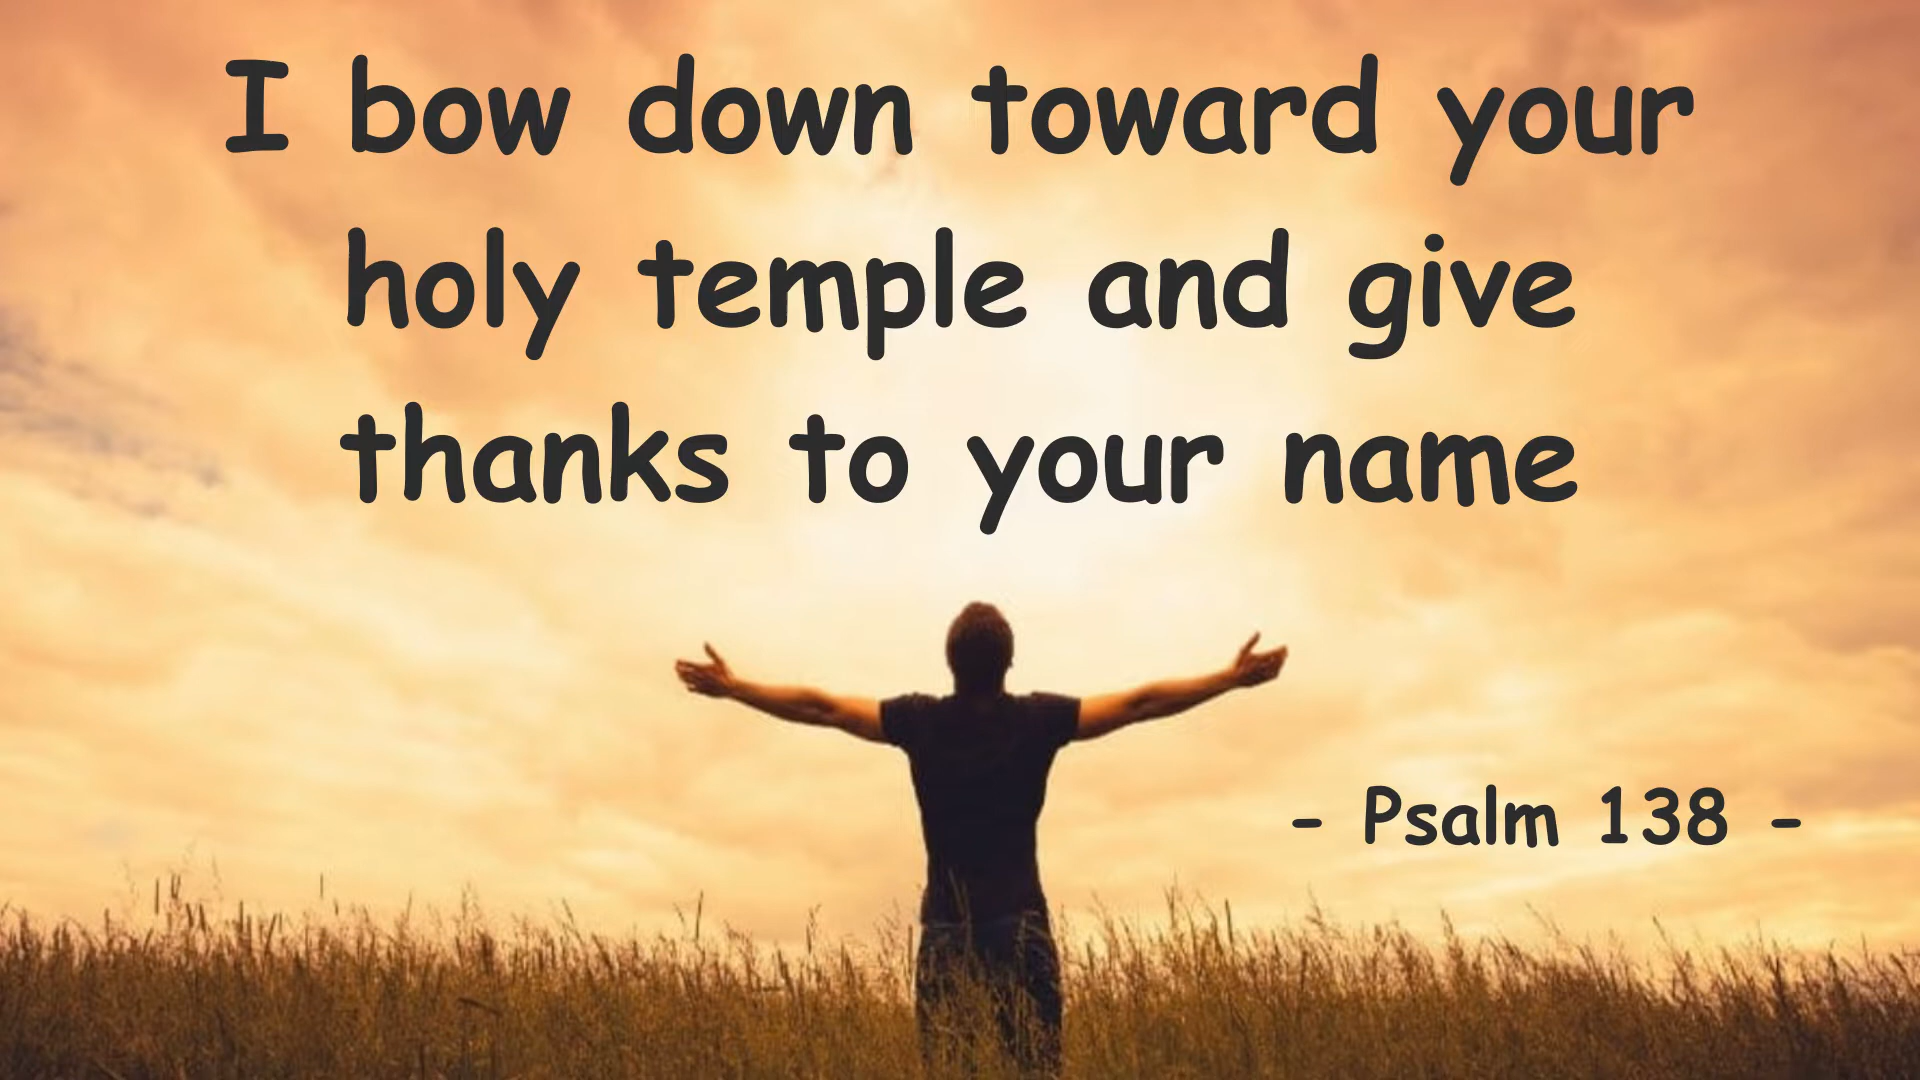 I bow down toward your
holy temple and give
thanks to your name
- Psalm 138 -